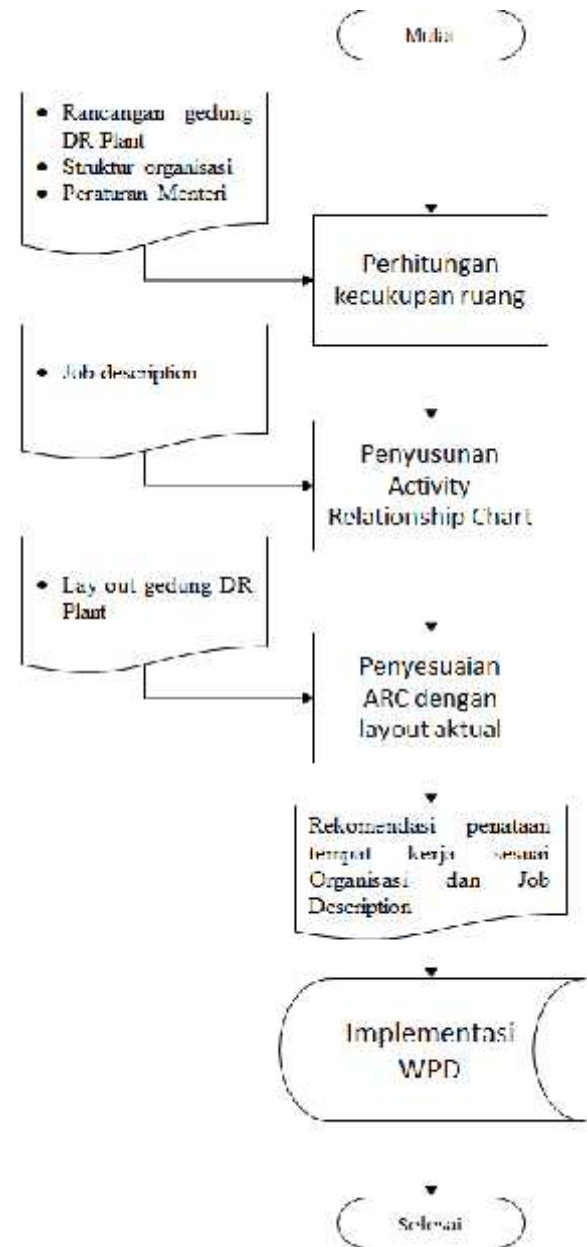 Mulai
• Rancangan gedung
DR Plant
• Struktur organisasi
• Peraturan Menteri
Perhitungan
kecukupan ruang
• Job description
Penyusunan
Activity
Relationship Chart
• Lay out gedung DR
Plant
Penyesuaian
ARC dengan
layout aktual
Rekomendasi penataan
tempat kerja sesuai
Organisasi dan Job
Description
Implementasi
WPD
Selesai